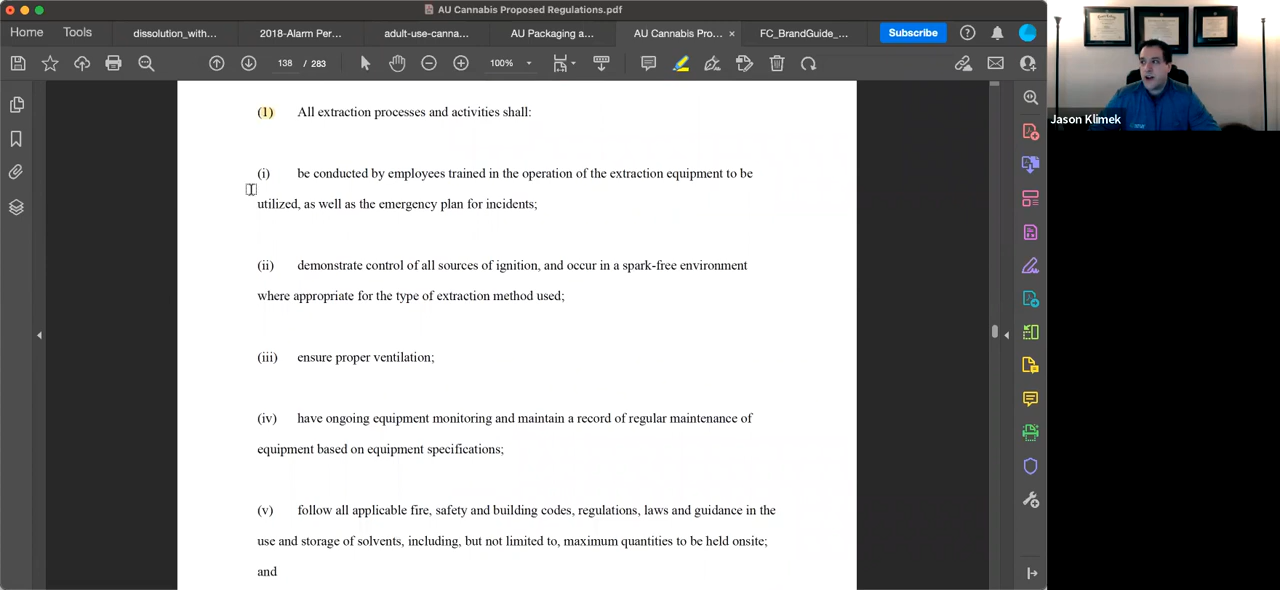 AU Cannabis Proposed Regulations.pdf
Home
Tools
dissolution_with...
2018-Alarm Per...
adult-use-canna...
AU Packaging a...
AU Cannabis Pro...
FC_BrandGuide_...
Subscribe
138 / 283
100%
Jason Klimek
(1) All extraction processes and activities shall:
(i) be conducted by employees trained in the operation of the extraction equipment to be
utilized, as well as the emergency plan for incidents;
(ii) demonstrate control of all sources of ignition, and occur in a spark-free environment
where appropriate for the type of extraction method used;
(iii) ensure proper ventilation;
(iv) have ongoing equipment monitoring and maintain a record of regular maintenance of
equipment based on equipment specifications;
(v) follow all applicable fire, safety and building codes, regulations, laws and guidance in the
use and storage of solvents, including, but not limited to, maximum quantities to be held onsite;
and